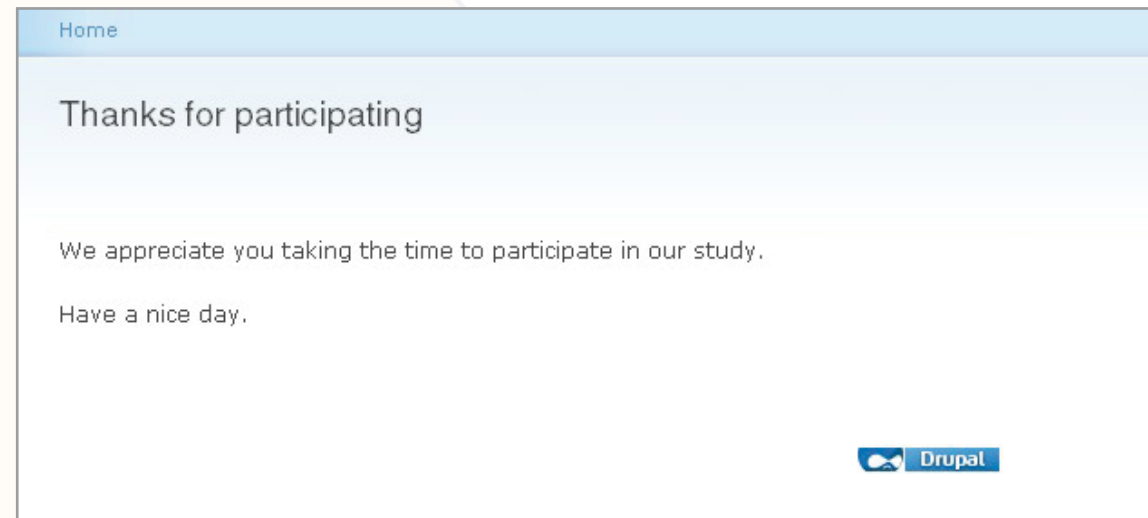 Home
Thanks for participating
We appreciate you taking the time to participate in our study.
Have a nice day.
Drupal